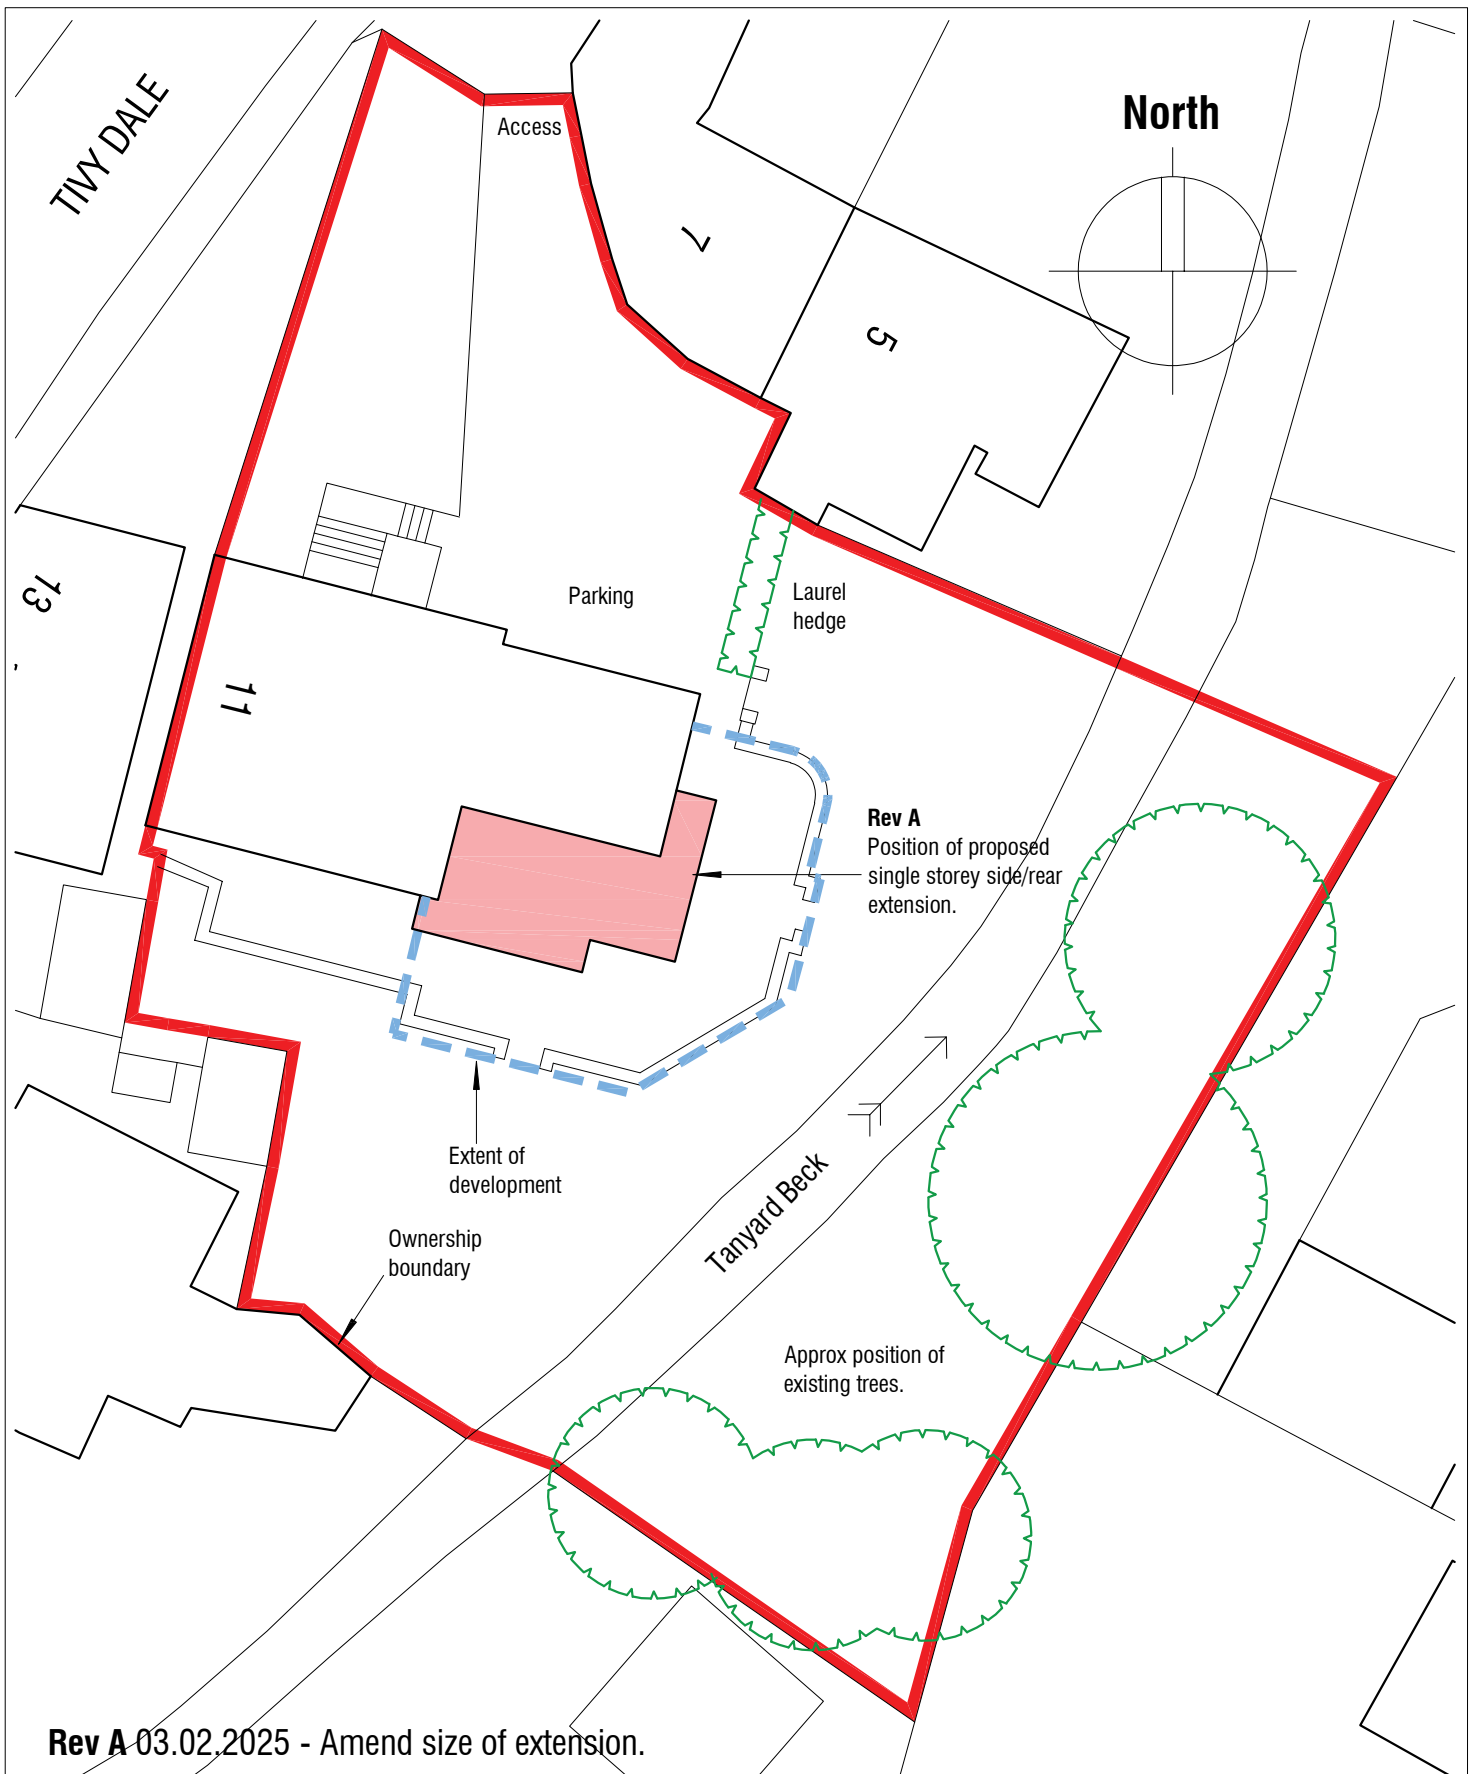 TIVY DALE
Access
North
7
5
13
Parking
Laurel
hedge
11
Rev A
Position of proposed
single storey side/rear
extension.
Extent of
development
Ownership
boundary
Tanyard Beck
Approx position of
existing trees.
Rev A 03.02.2025 - Amend size of extension.